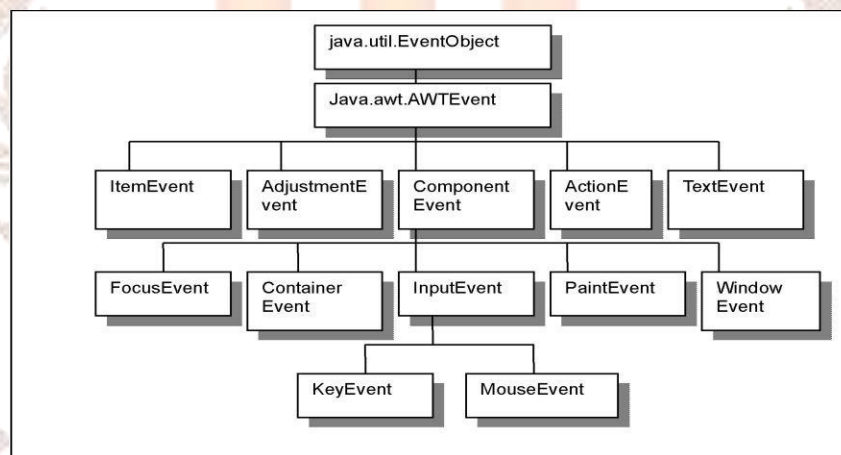 java.util.EventObject
Java.awt.AWTEvent
ItemEvent
AdjustmentE
vent
Component
Event
ActionE
vent
TextEvent
FocusEvent
Container
Event
InputEvent
PaintEvent
Window
Event
KeyEvent
MouseEvent